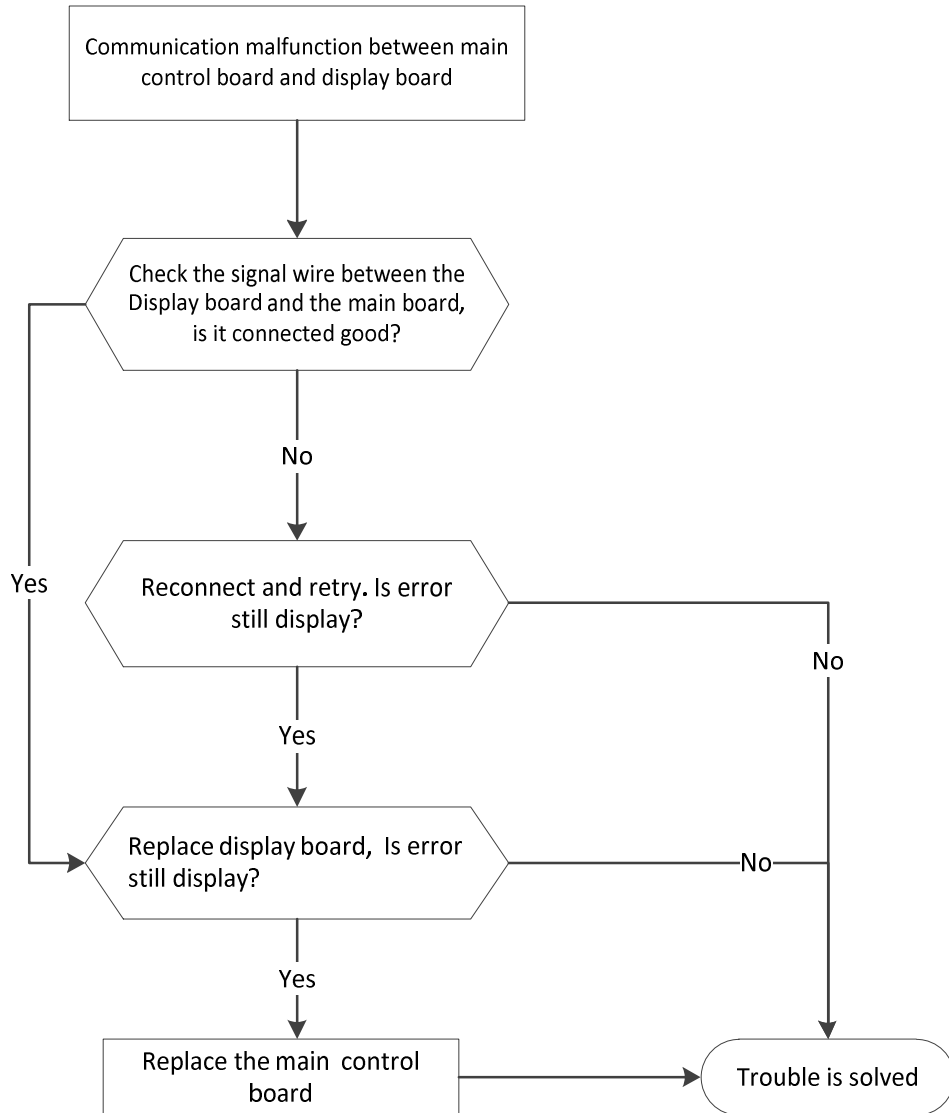 Communication malfunction between main
control board and display board
Check the signal wire between the
Display board and the main board,
is it connected good?
No
Reconnect and retry. Is error
still display?
Yes
No
Yes
Replace display board, Is error
still display?
No
Yes
Replace the main control
board
Trouble is solved